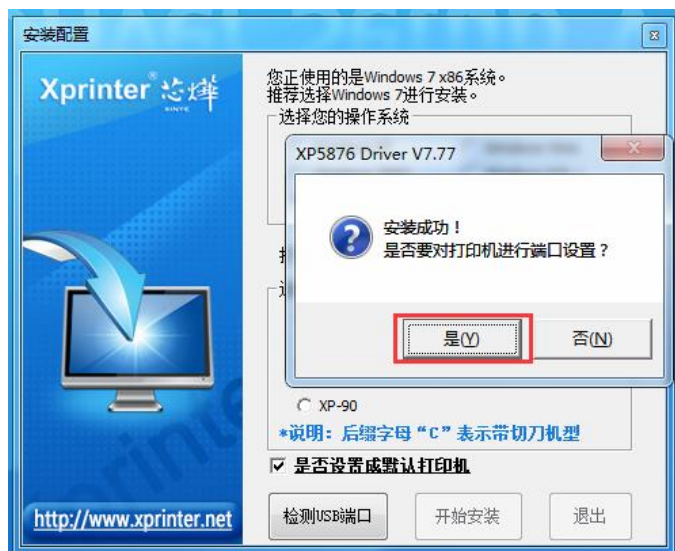 安装配置
Xprinter 芯烨
XINYE
您正使用的是Windows 7 x86系统。
推荐选择Windows 7进行安装。
选择您的操作系统
XP5876 Driver V7.77
安装成功！
是否要对打印机进行端口设置？
是(Y)
否(N)
XP-90
*说明：后缀字母“C”表示带切刀机型
是否设置成默认打印机
http://www.xprinter.net
检测USB端口
开始安装
退出